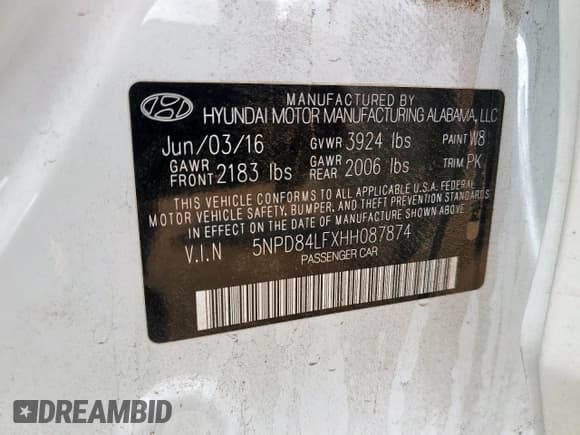 MANUFACTURED BY
HYUNDAI MOTOR MANUFACTURING ALABAMA, LLC
Jun/03/16 GVWR 3924 lbs PAINT W8
GAWR FRONT 2183 lbs GAWR REAR 2006 lbs TRIM PK
THIS VEHICLE CONFORMS TO ALL APPLICABLE U.S.A. FEDERAL
MOTOR VEHICLE SAFETY, BUMPER, AND THEFT PREVENTION STANDARDS
IN EFFECT ON THE DATE OF MANUFACTURE SHOWN ABOVE.
V.I.N 5NPD84LFXHH087874
PASSENGER CAR
DREAMBID